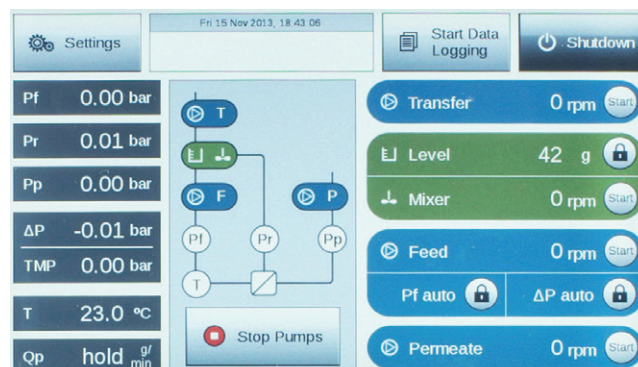 Settings
Fri 15 Nov 2013, 18:43:06
Start Data
Logging
Shutdown
Pf 0.00 bar
Pr 0.01 bar
Pp 0.00 bar
ΔP -0.01 bar
TMP 0.00 bar
T 23.0 ºC
Qp hold g/min
T
F
P
Pf
Pr
Pp
T
Stop Pumps
Transfer 0 rpm Start
Level 42 g
Mixer 0 rpm Start
Feed 0 rpm Start
Pf auto
ΔP auto
Permeate 0 rpm Start